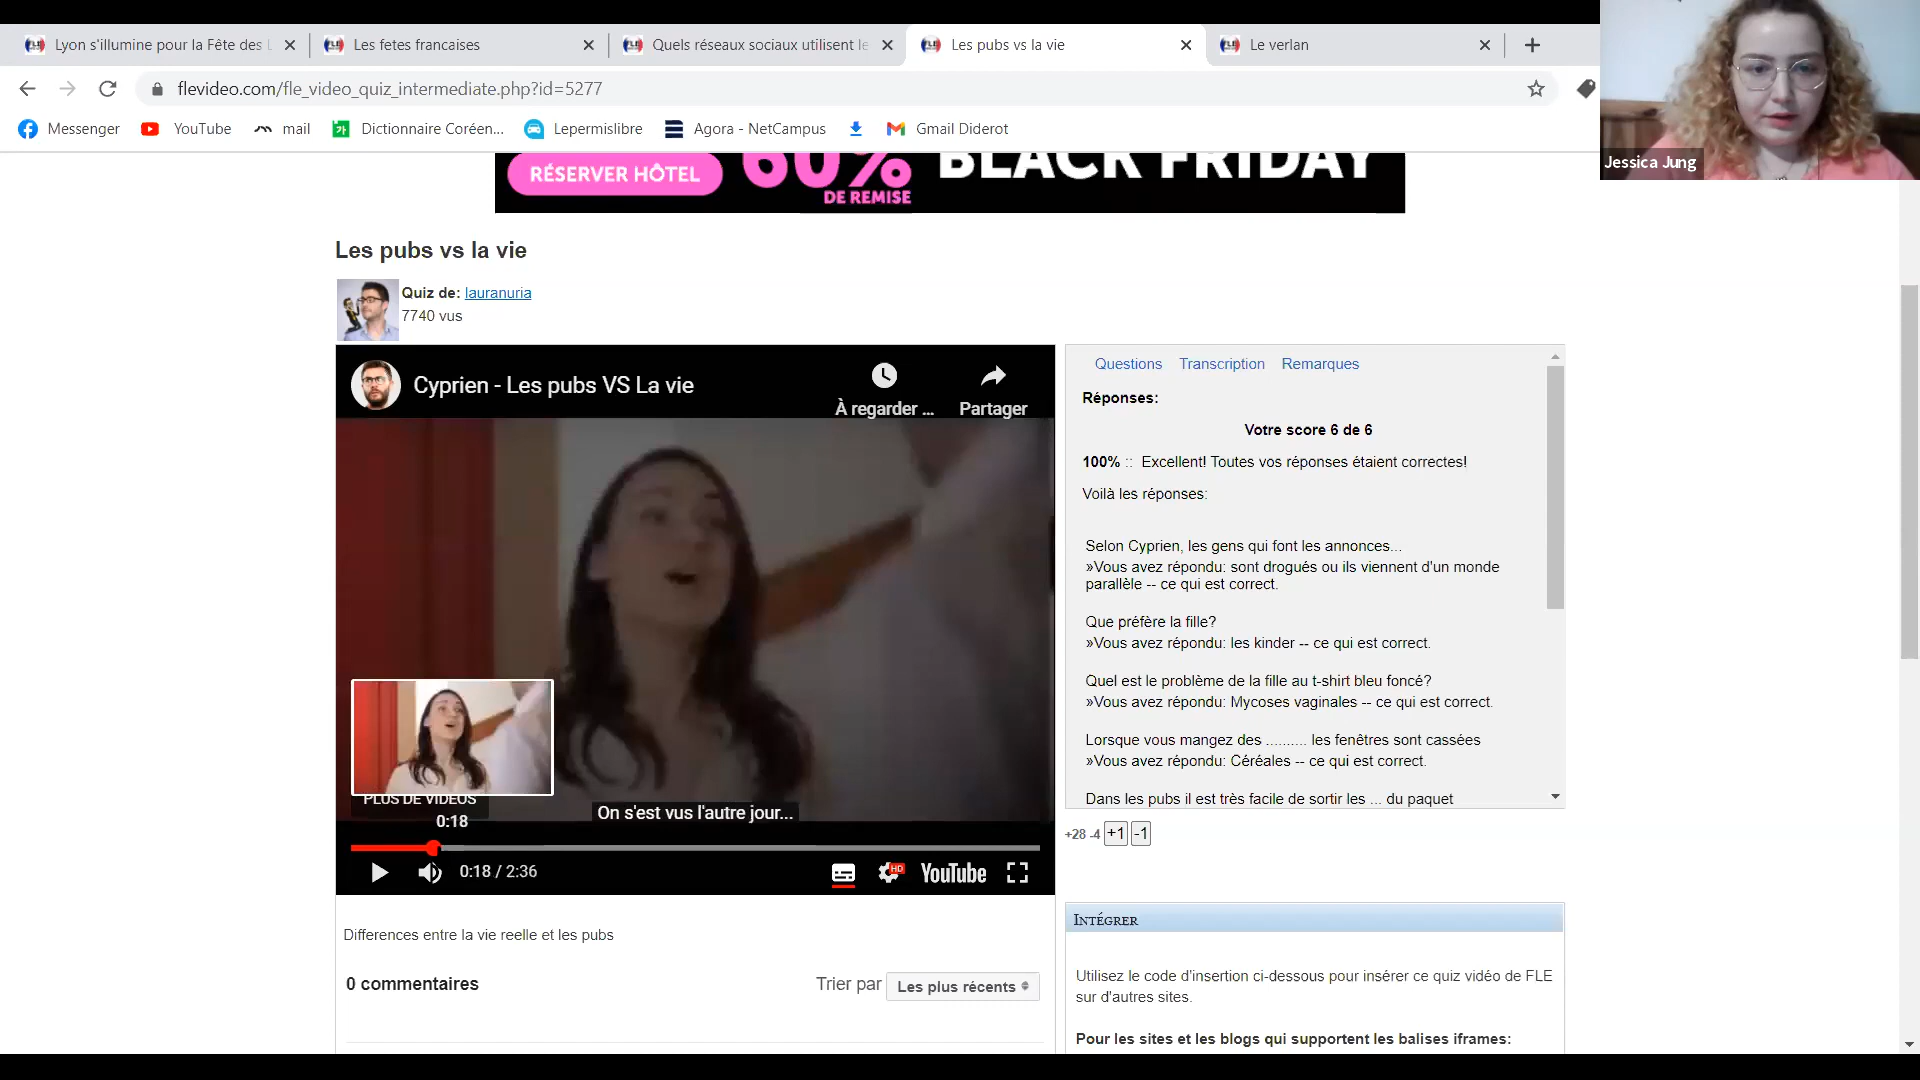 Lyon s'illumine pour la Fête des L
Les fetes francaises
Quels réseaux sociaux utilisent le
Les pubs vs la vie
Le verlan
flevideo.com/fle_video_quiz_intermediate.php?id=5277
Messenger
YouTube
mail
Dictionnaire Coréen...
Lepermislibre
Agora - NetCampus
Gmail Diderot
Jessica Jung
RÉSERVER HÔTEL
60%
DE REMISE
BLACK FRIDAY
Les pubs vs la vie
Quiz de: lauranuria
7740 vus
Cyprien - Les pubs VS La vie
À regarder ...
Partager
PLUS DE VIDÉOS
0:18
On s'est vus l'autre jour...
0:18 / 2:36
HD
YouTube
Questions Transcription Remarques
Réponses:
Votre score 6 de 6
100% :: Excellent! Toutes vos réponses étaient correctes!
Voilà les réponses:
Selon Cyprien, les gens qui font les annonces...
»Vous avez répondu: sont drogués ou ils viennent d'un monde
parallèle -- ce qui est correct.
Que préfère la fille?
»Vous avez répondu: les kinder -- ce qui est correct.
Quel est le problème de la fille au t-shirt bleu foncé?
»Vous avez répondu: Mycoses vaginales -- ce qui est correct.
Lorsque vous mangez des .......... les fenêtres sont cassées
»Vous avez répondu: Céréales -- ce qui est correct.
Dans les pubs il est très facile de sortir les ... du paquet
+28 -4 +1 -1
Differences entre la vie reelle et les pubs
0 commentaires
Trier par Les plus récents
Intégrer
Utilisez le code d'insertion ci-dessous pour insérer ce quiz vidéo de FLE
sur d'autres sites.
Pour les sites et les blogs qui supportent les balises iframes: